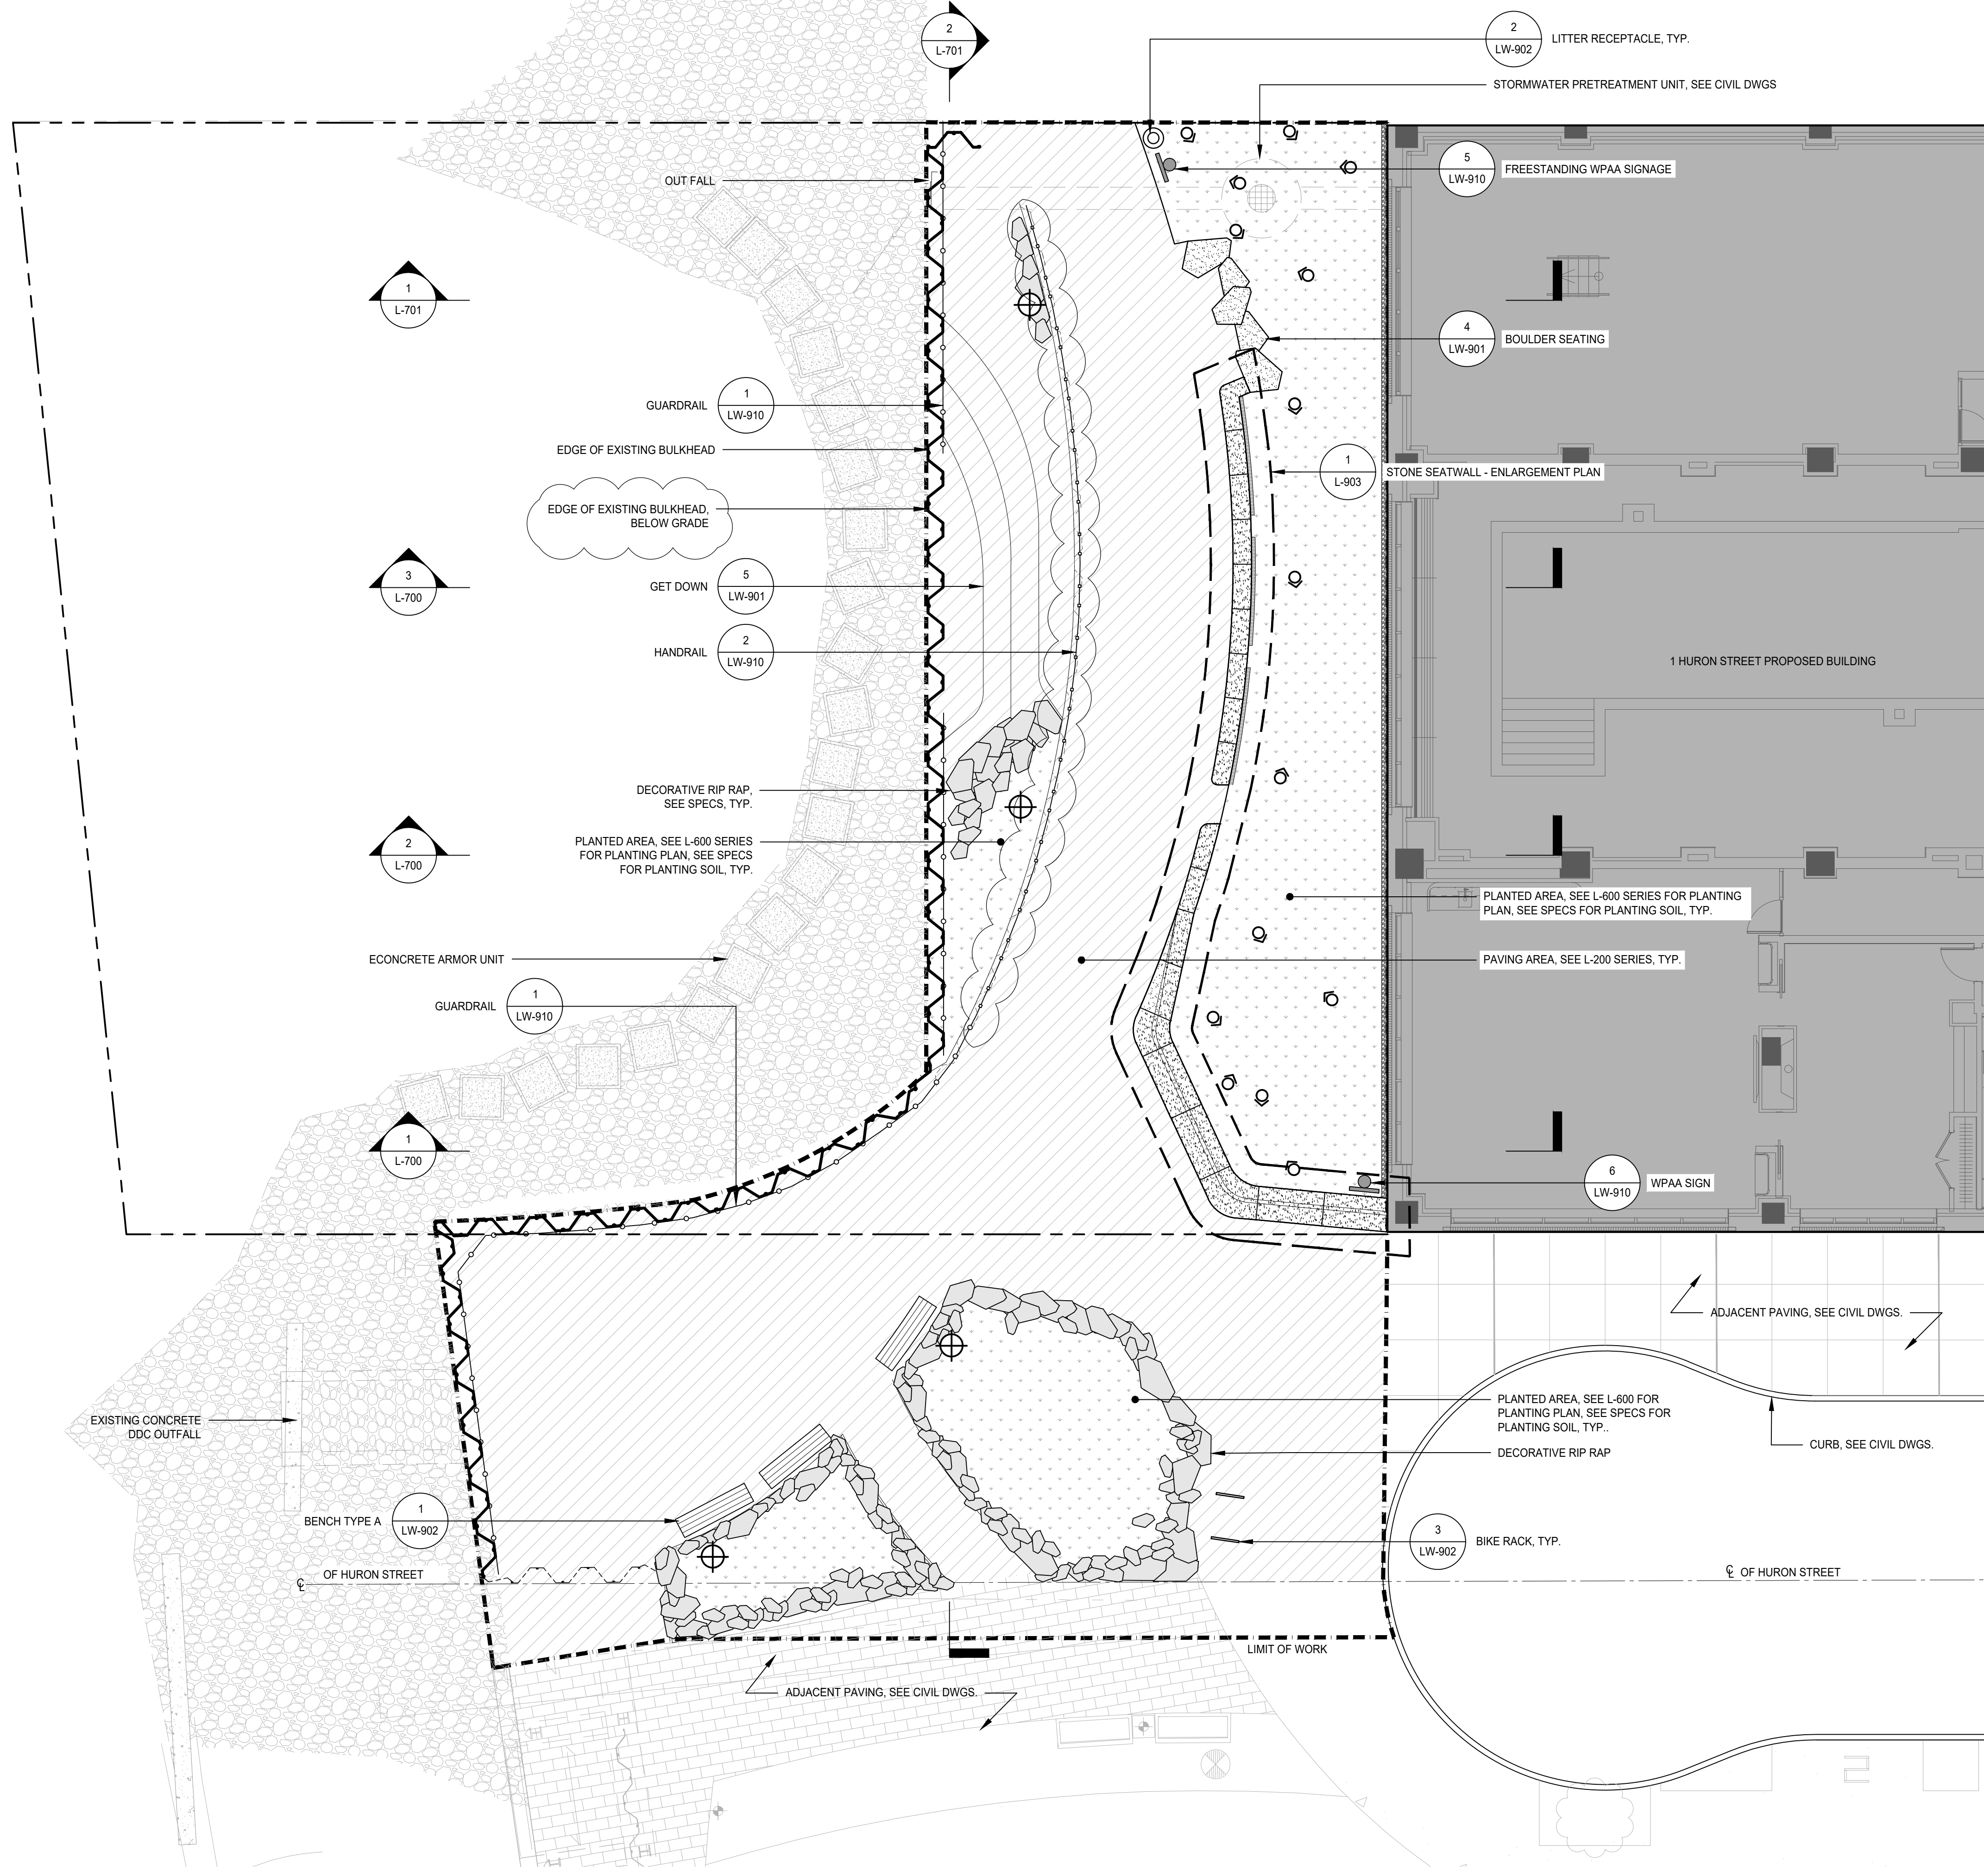 2
L-701
2
LW-902
LITTER RECEPTACLE, TYP.
STORMWATER PRETREATMENT UNIT, SEE CIVIL DWGS
5
LW-910
FREESTANDING WPAA SIGNAGE
OUT FALL
1
L-701
4
LW-901
BOULDER SEATING
GUARDRAIL
1
LW-910
EDGE OF EXISTING BULKHEAD
1
L-903
STONE SEATWALL - ENLARGEMENT PLAN
EDGE OF EXISTING BULKHEAD,
BELOW GRADE
3
L-700
GET DOWN
5
LW-901
HANDRAIL
2
LW-910
1 HURON STREET PROPOSED BUILDING
DECORATIVE RIP RAP,
SEE SPECS, TYP.
2
L-700
PLANTED AREA, SEE L-600 SERIES
FOR PLANTING PLAN, SEE SPECS
FOR PLANTING SOIL, TYP.
PLANTED AREA, SEE L-600 SERIES FOR PLANTING
PLAN, SEE SPECS FOR PLANTING SOIL, TYP.
ECONCRETE ARMOR UNIT
PAVING AREA, SEE L-200 SERIES, TYP.
GUARDRAIL
1
LW-910
1
L-700
6
LW-910
WPAA SIGN
ADJACENT PAVING, SEE CIVIL DWGS.
EXISTING CONCRETE
DDC OUTFALL
PLANTED AREA, SEE L-600 FOR
PLANTING PLAN, SEE SPECS FOR
PLANTING SOIL, TYP..
DECORATIVE RIP RAP
CURB, SEE CIVIL DWGS.
BENCH TYPE A
1
LW-902
3
LW-902
BIKE RACK, TYP.
℄ OF HURON STREET
℄ OF HURON STREET
LIMIT OF WORK
ADJACENT PAVING, SEE CIVIL DWGS.